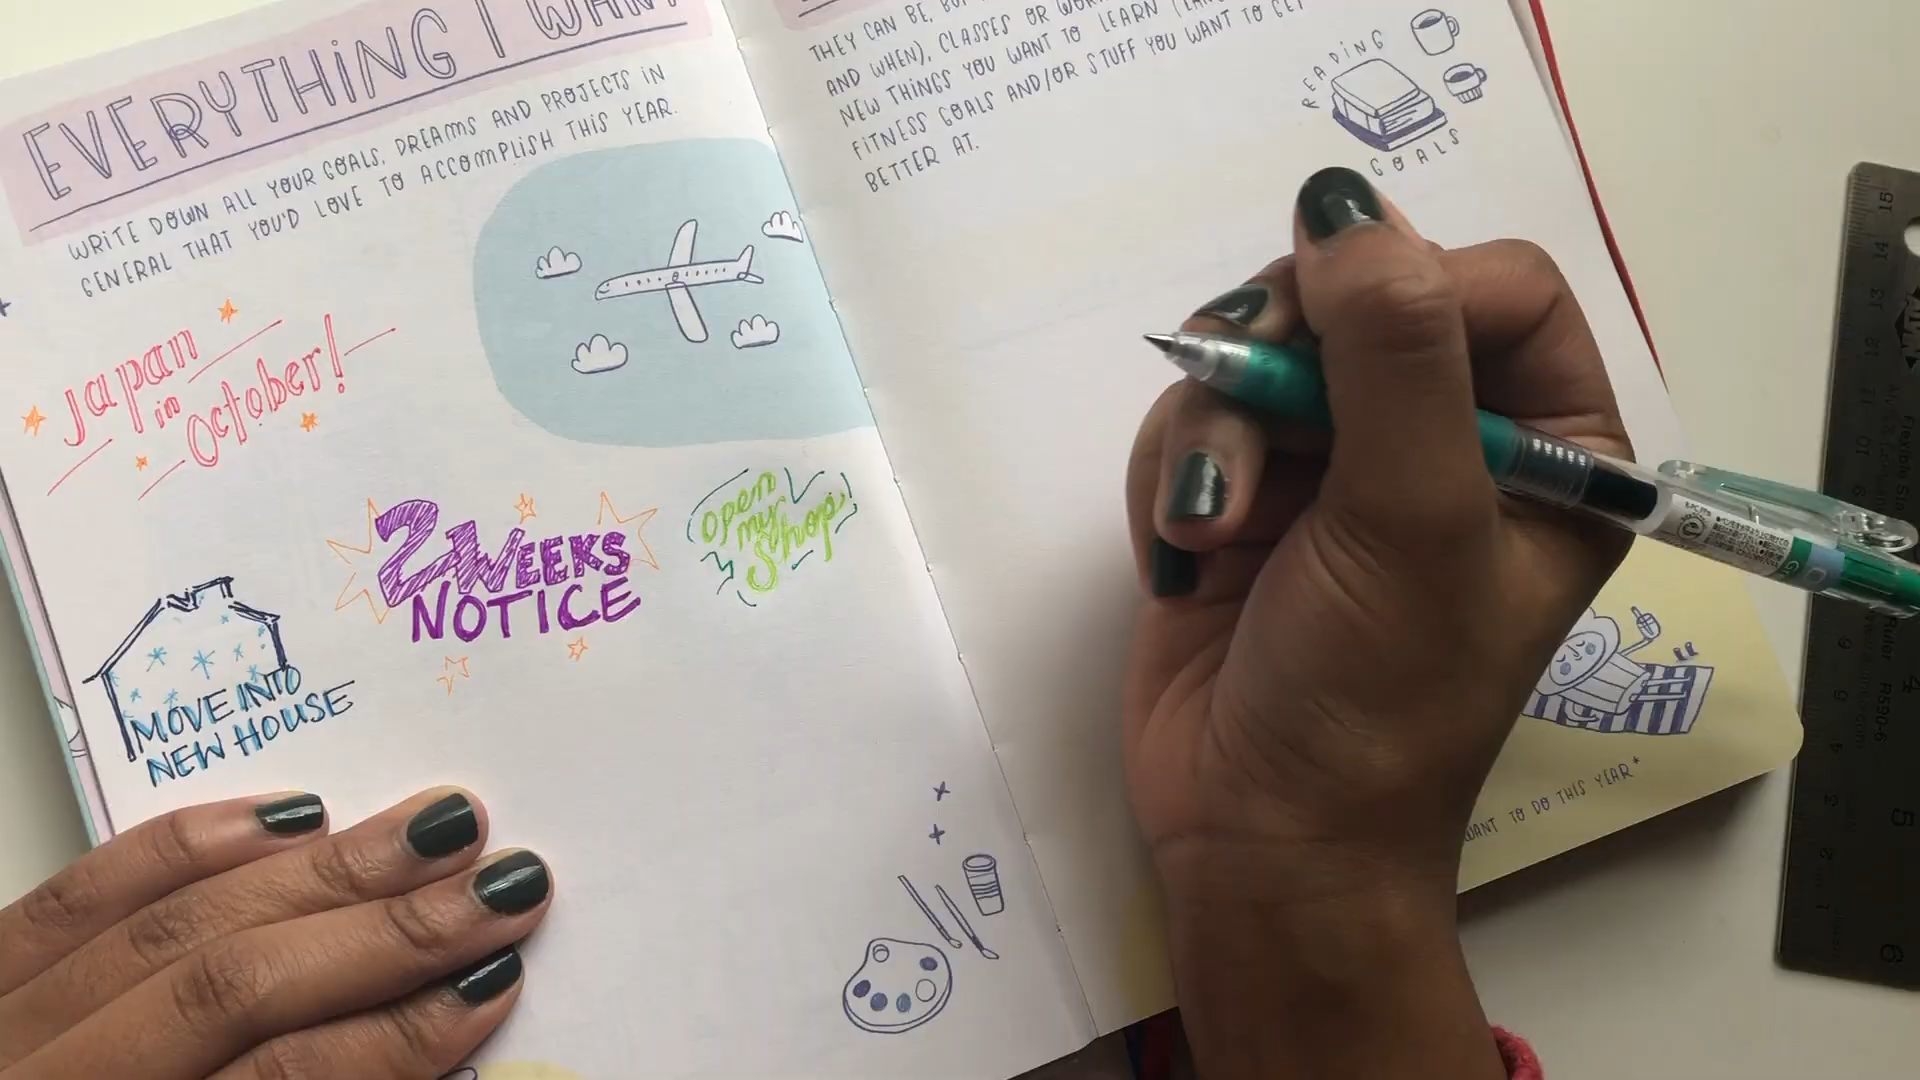 EVERYTHING I WANT
WRITE DOWN ALL YOUR GOALS, DREAMS AND PROJECTS IN
GENERAL THAT YOU'D LOVE TO ACCOMPLISH THIS YEAR.
Japan
in
October!
2 WEEKS
NOTICE
open
my
shop
MOVE INTO
NEW HOUSE
THEY CAN BE,
AND WHEN), CLASSES OR
NEW THINGS YOU WANT TO LEARN
FITNESS GOALS AND/OR STUFF YOU WANT TO GET
BETTER AT.
READING
GOALS
WANT TO DO THIS YEAR*